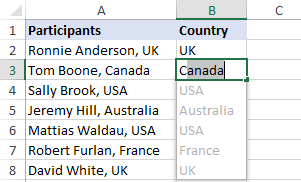 A B C
1 Participants Country
2 Ronnie Anderson, UK UK
3 Tom Boone, Canada Canada
4 Sally Brook, USA USA
5 Jeremy Hill, Australia Australia
6 Mattias Waldau, USA USA
7 Robert Furlan, France France
8 David White, UK UK